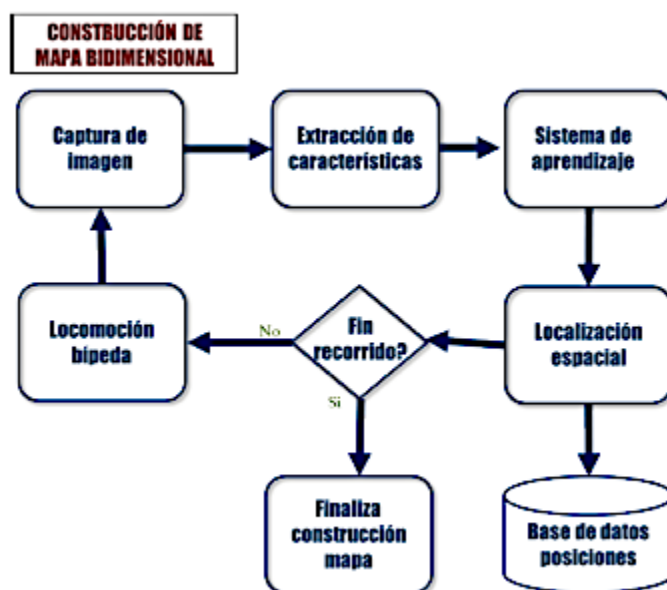 CONSTRUCCIÓN DE
MAPA BIDIMENSIONAL
Captura de
imagen
Extracción de
características
Sistema de
aprendizaje
Locomoción
bípeda
No
Fin
recorrido?
Localización
espacial
Si
Finaliza
construcción
mapa
Base de datos
posiciones